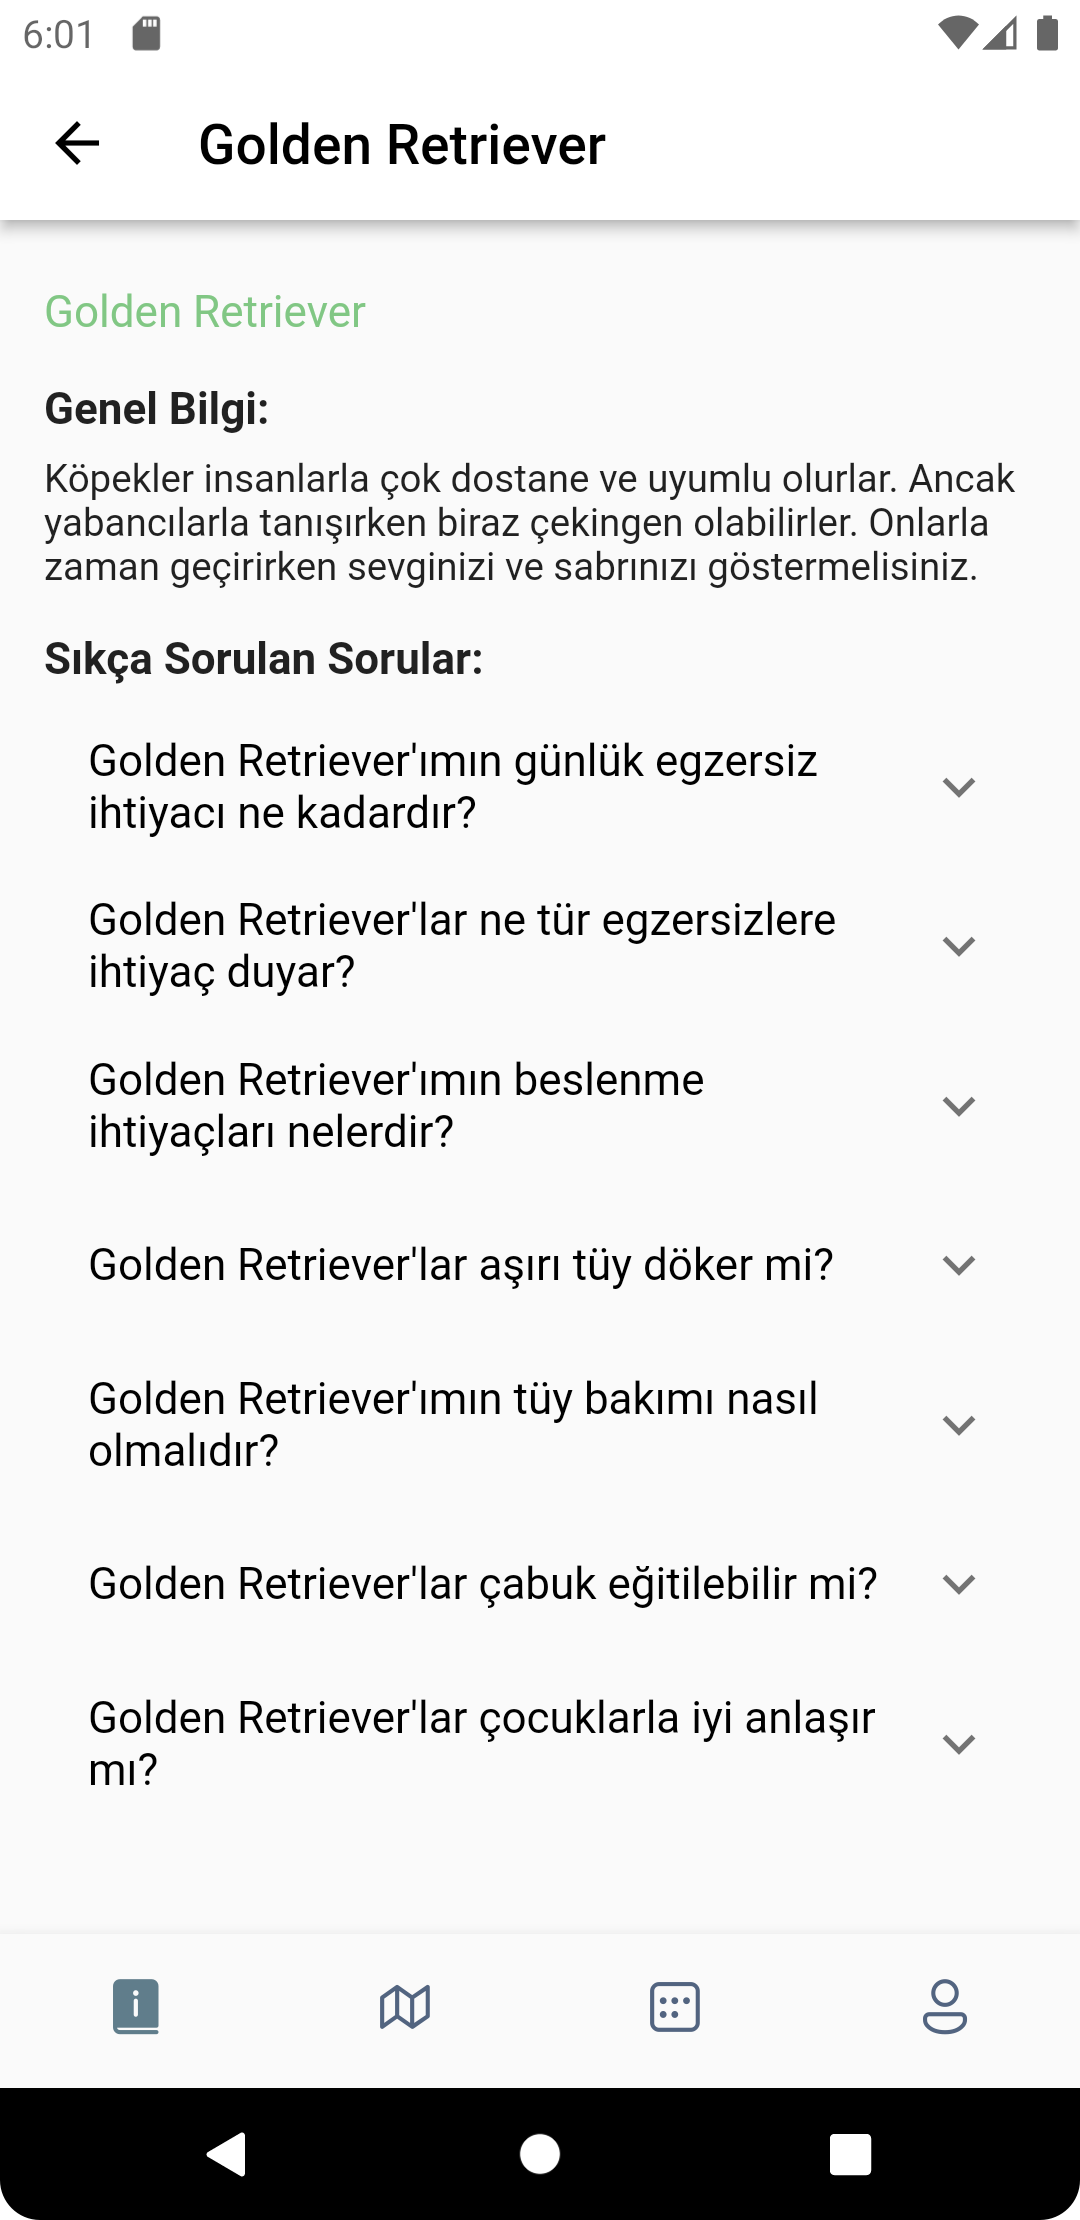 6:01
Golden Retriever
Golden Retriever
Genel Bilgi:
Köpekler insanlarla çok dostane ve uyumlu olurlar. Ancak
yabancılarla tanışırken biraz çekingen olabilirler. Onlarla
zaman geçirirken sevginizi ve sabrınızı göstermelisiniz.
Sıkça Sorulan Sorular:
Golden Retriever'ımın günlük egzersiz
ihtiyacı ne kadardır?
Golden Retriever'lar ne tür egzersizlere
ihtiyaç duyar?
Golden Retriever'ımın beslenme
ihtiyaçları nelerdir?
Golden Retriever'lar aşırı tüy döker mi?
Golden Retriever'ımın tüy bakımı nasıl
olmalıdır?
Golden Retriever'lar çabuk eğitilebilir mi?
Golden Retriever'lar çocuklarla iyi anlaşır
mı?